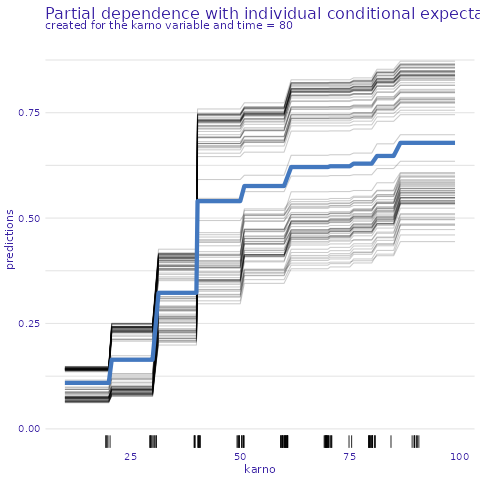 Partial dependence with individual conditional expecta
created for the karno variable and time = 80
predictions
0.75
0.50
0.25
0.00
25 50 75 100
karno